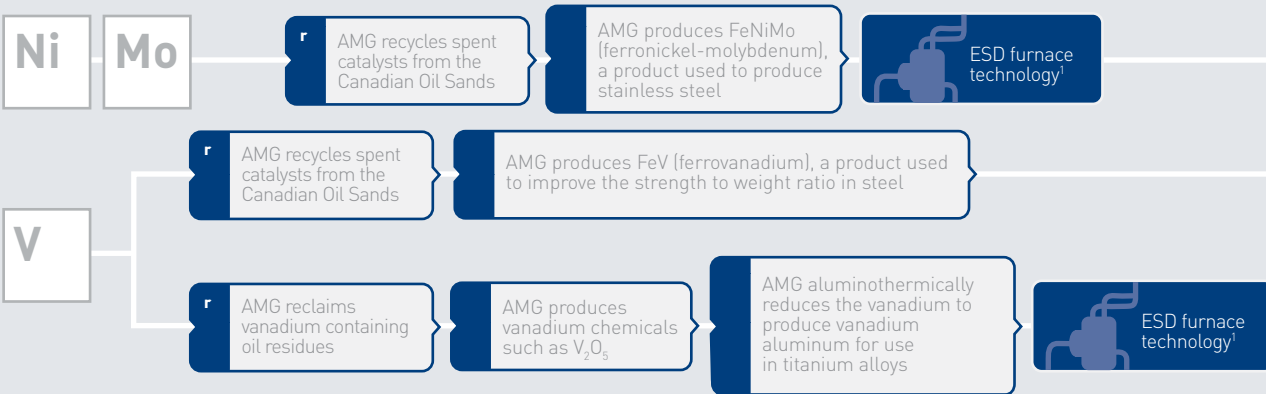 Ni
Mo
r
AMG recycles spent
catalysts from the
Canadian Oil Sands
AMG produces FeNiMo
(ferronickel-molybdenum),
a product used to produce
stainless steel
ESD furnace
technology¹
V
r
AMG recycles spent
catalysts from the
Canadian Oil Sands
AMG produces FeV (ferrovanadium), a product used
to improve the strength to weight ratio in steel
r
AMG reclaims
vanadium containing
oil residues
AMG produces
vanadium chemicals
such as V₂O₅
AMG aluminothermically
reduces the vanadium to
produce vanadium
aluminum for use
in titanium alloys
ESD furnace
technology¹